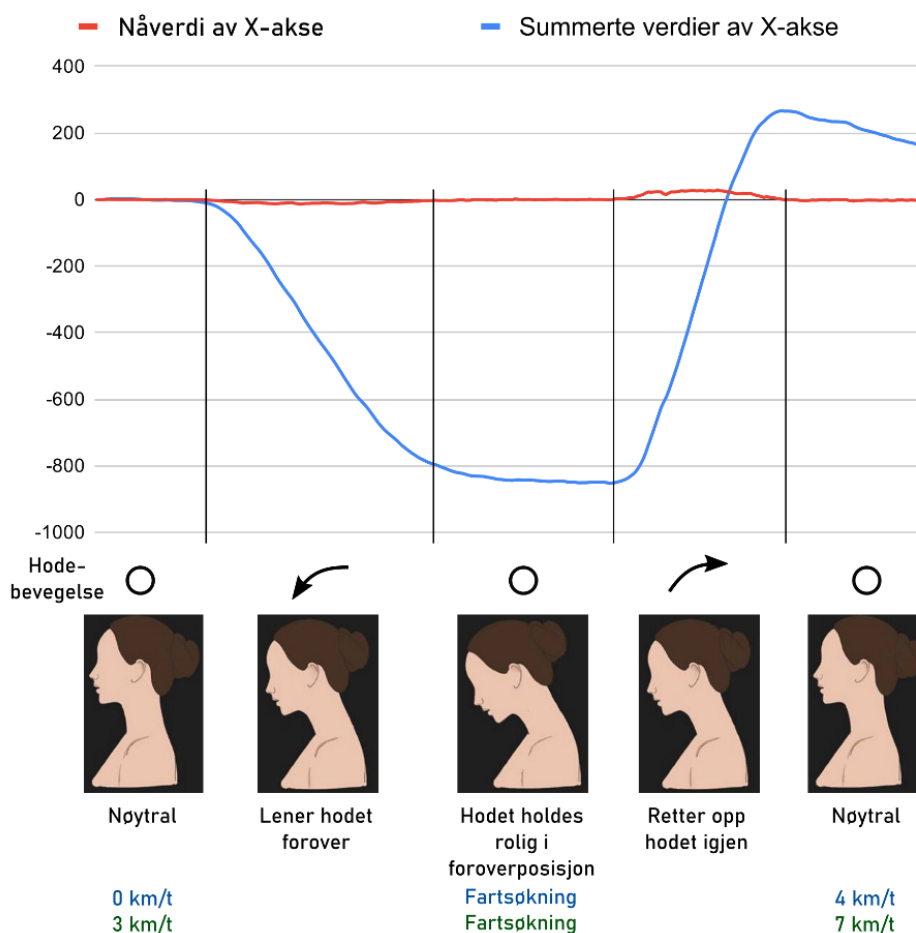 Nåverdi av X-akse
Summerte verdier av X-akse
400
200
0
-200
-400
-600
-800
-1000
Hode-
bevegelse
Nøytral
Lener hodet
forover
Hodet holdes
rolig i
foroverposisjon
Retter opp
hodet igjen
Nøytral
0 km/t
3 km/t
Fartsøkning
Fartsøkning
4 km/t
7 km/t